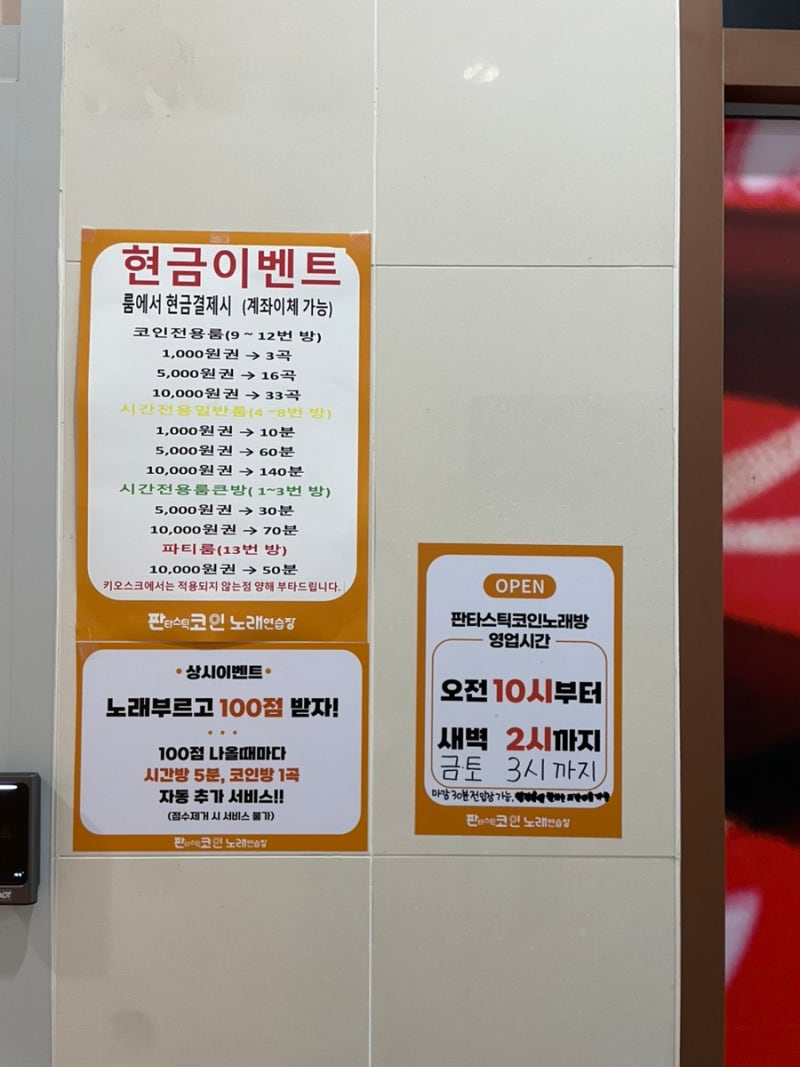 현금이벤트
룸에서 현금결제시 (계좌이체 가능)
코인전용룸(9 ~ 12번 방)
1,000원권 → 3곡
5,000원권 → 16곡
10,000원권 → 33곡
시간전용일반룸(4 ~8번 방)
1,000원권 → 10분
5,000원권 → 60분
10,000원권 → 140분
시간전용룸큰방( 1~3번 방)
5,000원권 → 30분
10,000원권 → 70분
파티룸(13번 방)
10,000원권 → 50분
키오스크에서는 적용되지 않는점 양해 부탁드립니다.
판타스틱코인 노래연습장
•상시이벤트•
노래부르고 100점 받자!
100점 나올때마다
시간방 5분, 코인방 1곡
자동 추가 서비스!!
(점수제거 시 서비스 불가)
판타스틱코인 노래연습장
OPEN
판타스틱코인노래방
영업시간
오전 10시부터
새벽 2시까지
금·토 3시 까지
마감 30분전 입장 가능.
판타스틱코인 노래연습장
ADT